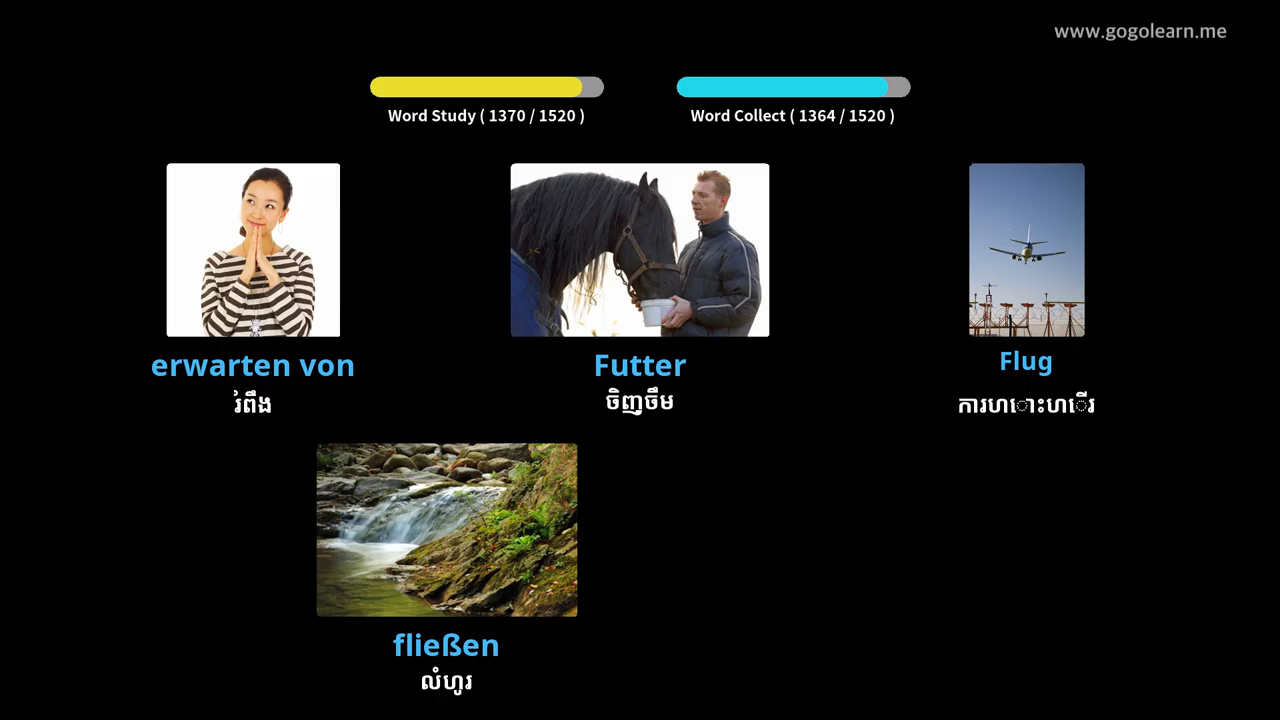 www.gogolearn.me
Word Study ( 1370 / 1520 )
Word Collect ( 1364 / 1520 )
erwarten von
រំពឹង
Futter
ចិញ្ចឹម
Flug
ការហោះហើរ
fließen
លំហូរ